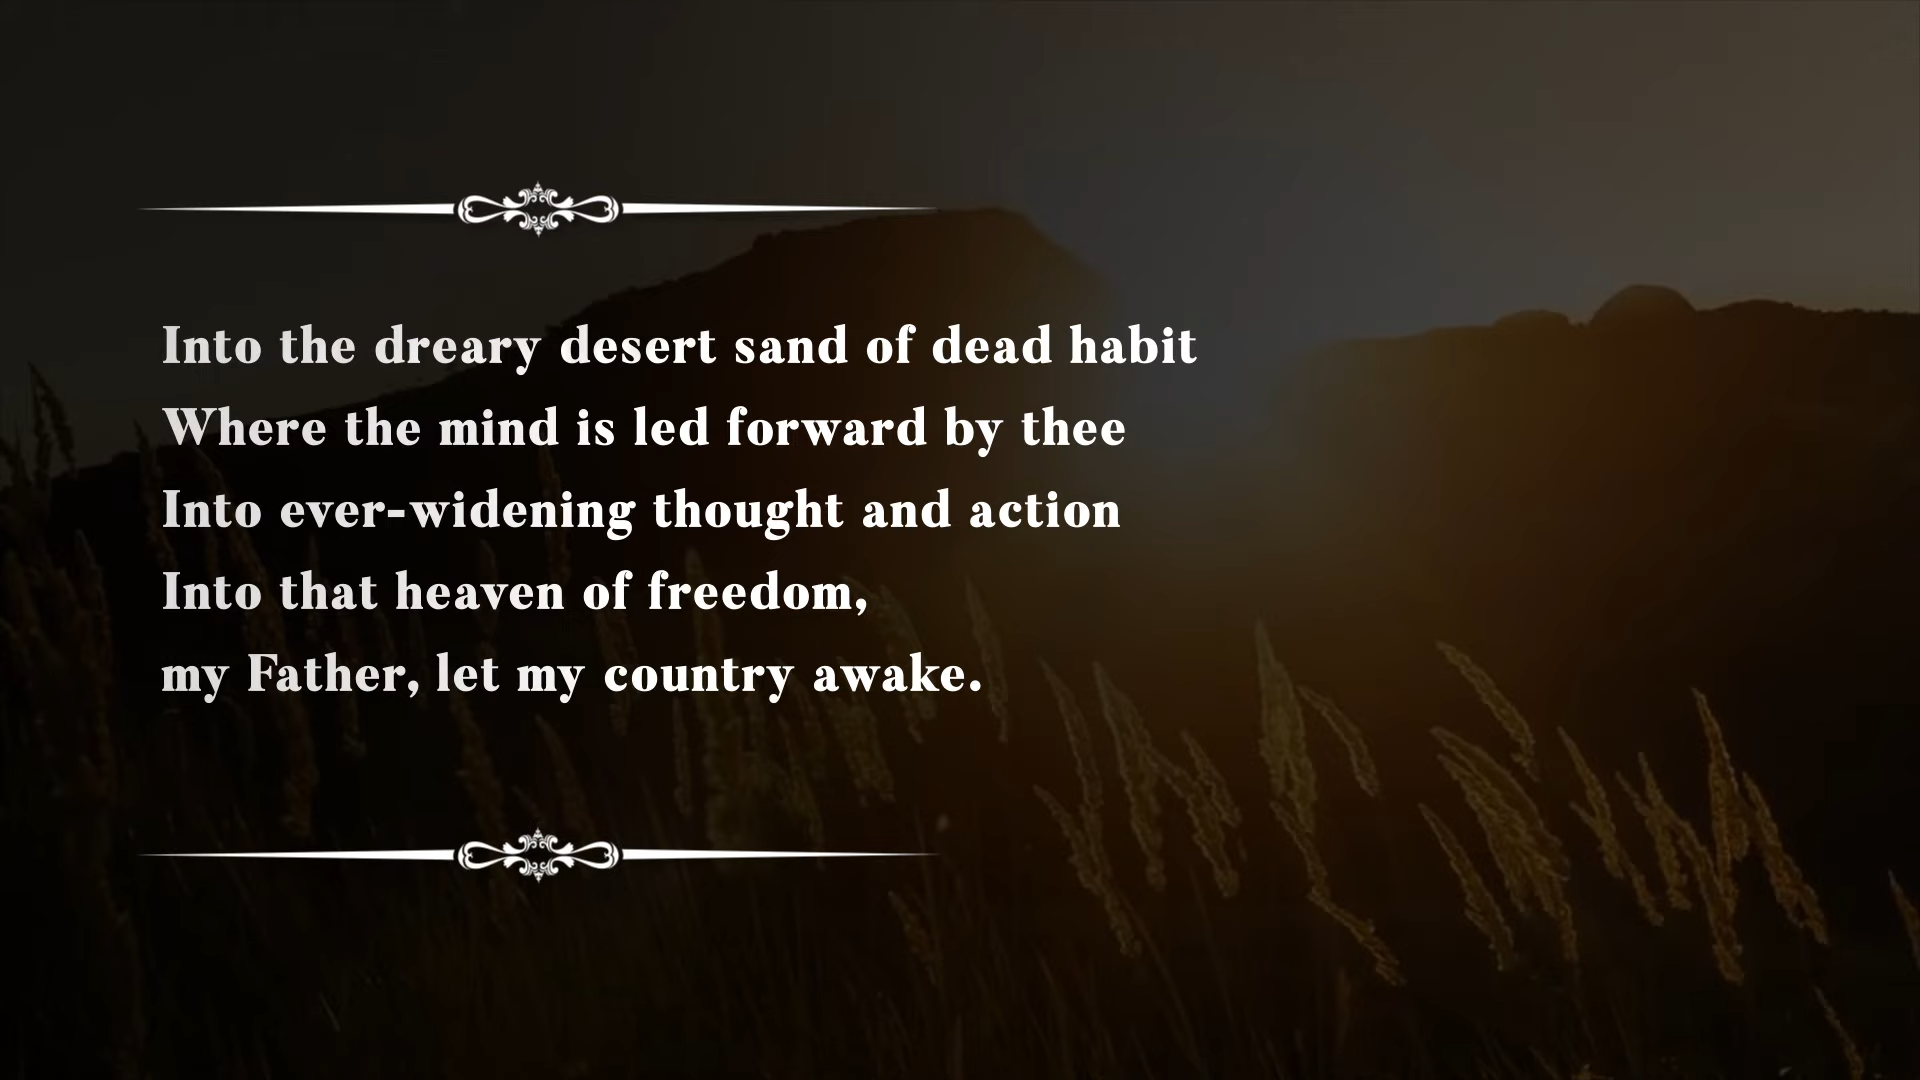 Into the dreary desert sand of dead habit
Where the mind is led forward by thee
Into ever-widening thought and action
Into that heaven of freedom,
my Father, let my country awake.